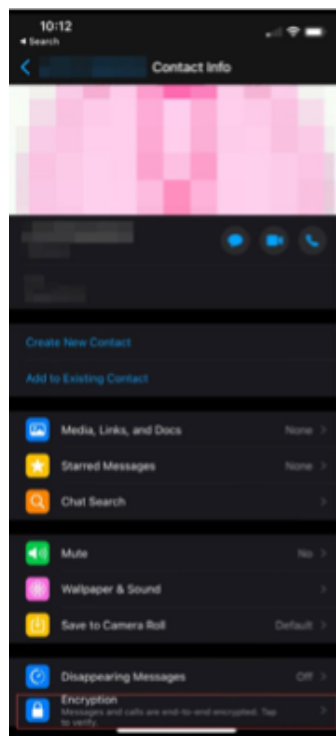 10:12
Search
Contact Info
Create New Contact
Add to Existing Contact
Media, Links, and Docs None
Starred Messages None
Chat Search
Mute No
Wallpaper & Sound
Save to Camera Roll Default
Disappearing Messages Off
Encryption
Messages and calls are end-to-end encrypted. Tap
to verify.